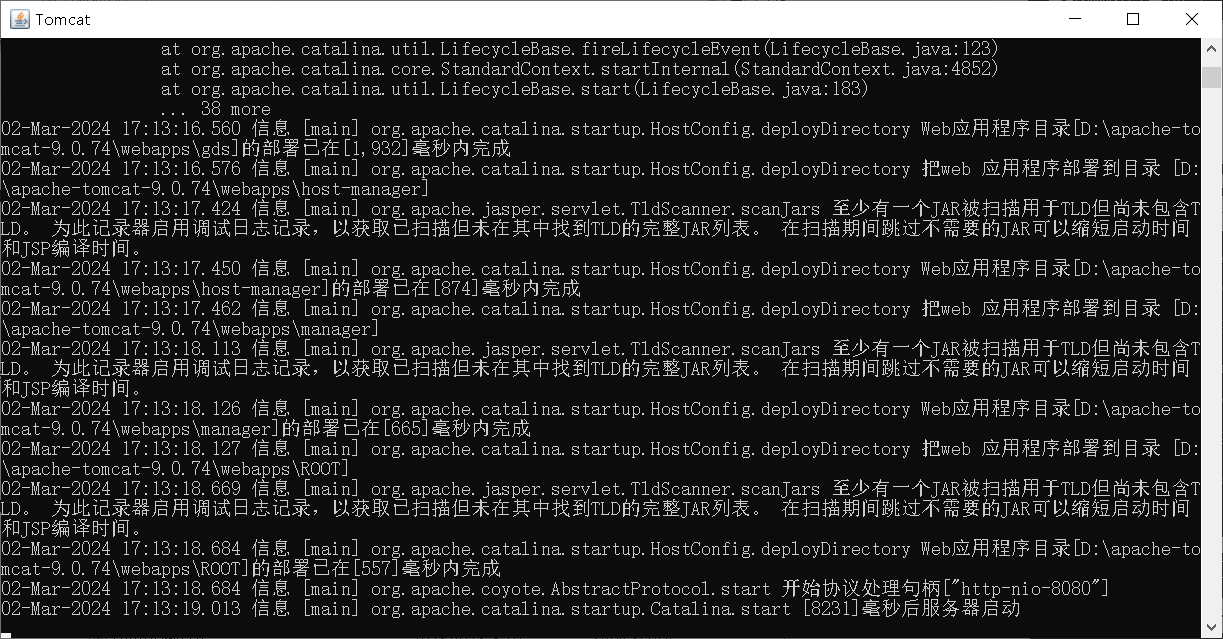 Tomcat
at org.apache.catalina.util.LifecycleBase.fireLifecycleEvent(LifecycleBase.java:123)
at org.apache.catalina.core.StandardContext.startInternal(StandardContext.java:4852)
at org.apache.catalina.util.LifecycleBase.start(LifecycleBase.java:183)
... 38 more
02-Mar-2024 17:13:16.560 信息 [main] org.apache.catalina.startup.HostConfig.deployDirectory Web应用程序目录[D:\apache-to
mcat-9.0.74\webapps\gds]的部署已在[1,932]毫秒内完成
02-Mar-2024 17:13:16.576 信息 [main] org.apache.catalina.startup.HostConfig.deployDirectory 把web 应用程序部署到目录 [D:
\apache-tomcat-9.0.74\webapps\host-manager]
02-Mar-2024 17:13:17.424 信息 [main] org.apache.jasper.servlet.TldScanner.scanJars 至少有一个JAR被扫描用于TLD但尚未包含T
LD。 为此记录器启用调试日志记录，以获取已扫描但未在其中找到TLD的完整JAR列表。 在扫描期间跳过不需要的JAR可以缩短启动时间
和JSP编译时间。
02-Mar-2024 17:13:17.450 信息 [main] org.apache.catalina.startup.HostConfig.deployDirectory Web应用程序目录[D:\apache-to
mcat-9.0.74\webapps\host-manager]的部署已在[874]毫秒内完成
02-Mar-2024 17:13:17.462 信息 [main] org.apache.catalina.startup.HostConfig.deployDirectory 把web 应用程序部署到目录 [D:
\apache-tomcat-9.0.74\webapps\manager]
02-Mar-2024 17:13:18.113 信息 [main] org.apache.jasper.servlet.TldScanner.scanJars 至少有一个JAR被扫描用于TLD但尚未包含T
LD。 为此记录器启用调试日志记录，以获取已扫描但未在其中找到TLD的完整JAR列表。 在扫描期间跳过不需要的JAR可以缩短启动时间
和JSP编译时间。
02-Mar-2024 17:13:18.126 信息 [main] org.apache.catalina.startup.HostConfig.deployDirectory Web应用程序目录[D:\apache-to
mcat-9.0.74\webapps\manager]的部署已在[665]毫秒内完成
02-Mar-2024 17:13:18.127 信息 [main] org.apache.catalina.startup.HostConfig.deployDirectory 把web 应用程序部署到目录 [D:
\apache-tomcat-9.0.74\webapps\ROOT]
02-Mar-2024 17:13:18.669 信息 [main] org.apache.jasper.servlet.TldScanner.scanJars 至少有一个JAR被扫描用于TLD但尚未包含T
LD。 为此记录器启用调试日志记录，以获取已扫描但未在其中找到TLD的完整JAR列表。 在扫描期间跳过不需要的JAR可以缩短启动时间
和JSP编译时间。
02-Mar-2024 17:13:18.684 信息 [main] org.apache.catalina.startup.HostConfig.deployDirectory Web应用程序目录[D:\apache-to
mcat-9.0.74\webapps\ROOT]的部署已在[557]毫秒内完成
02-Mar-2024 17:13:18.684 信息 [main] org.apache.coyote.AbstractProtocol.start 开始协议处理句柄["http-nio-8080"]
02-Mar-2024 17:13:19.013 信息 [main] org.apache.catalina.startup.Catalina.start [8231]毫秒后服务器启动